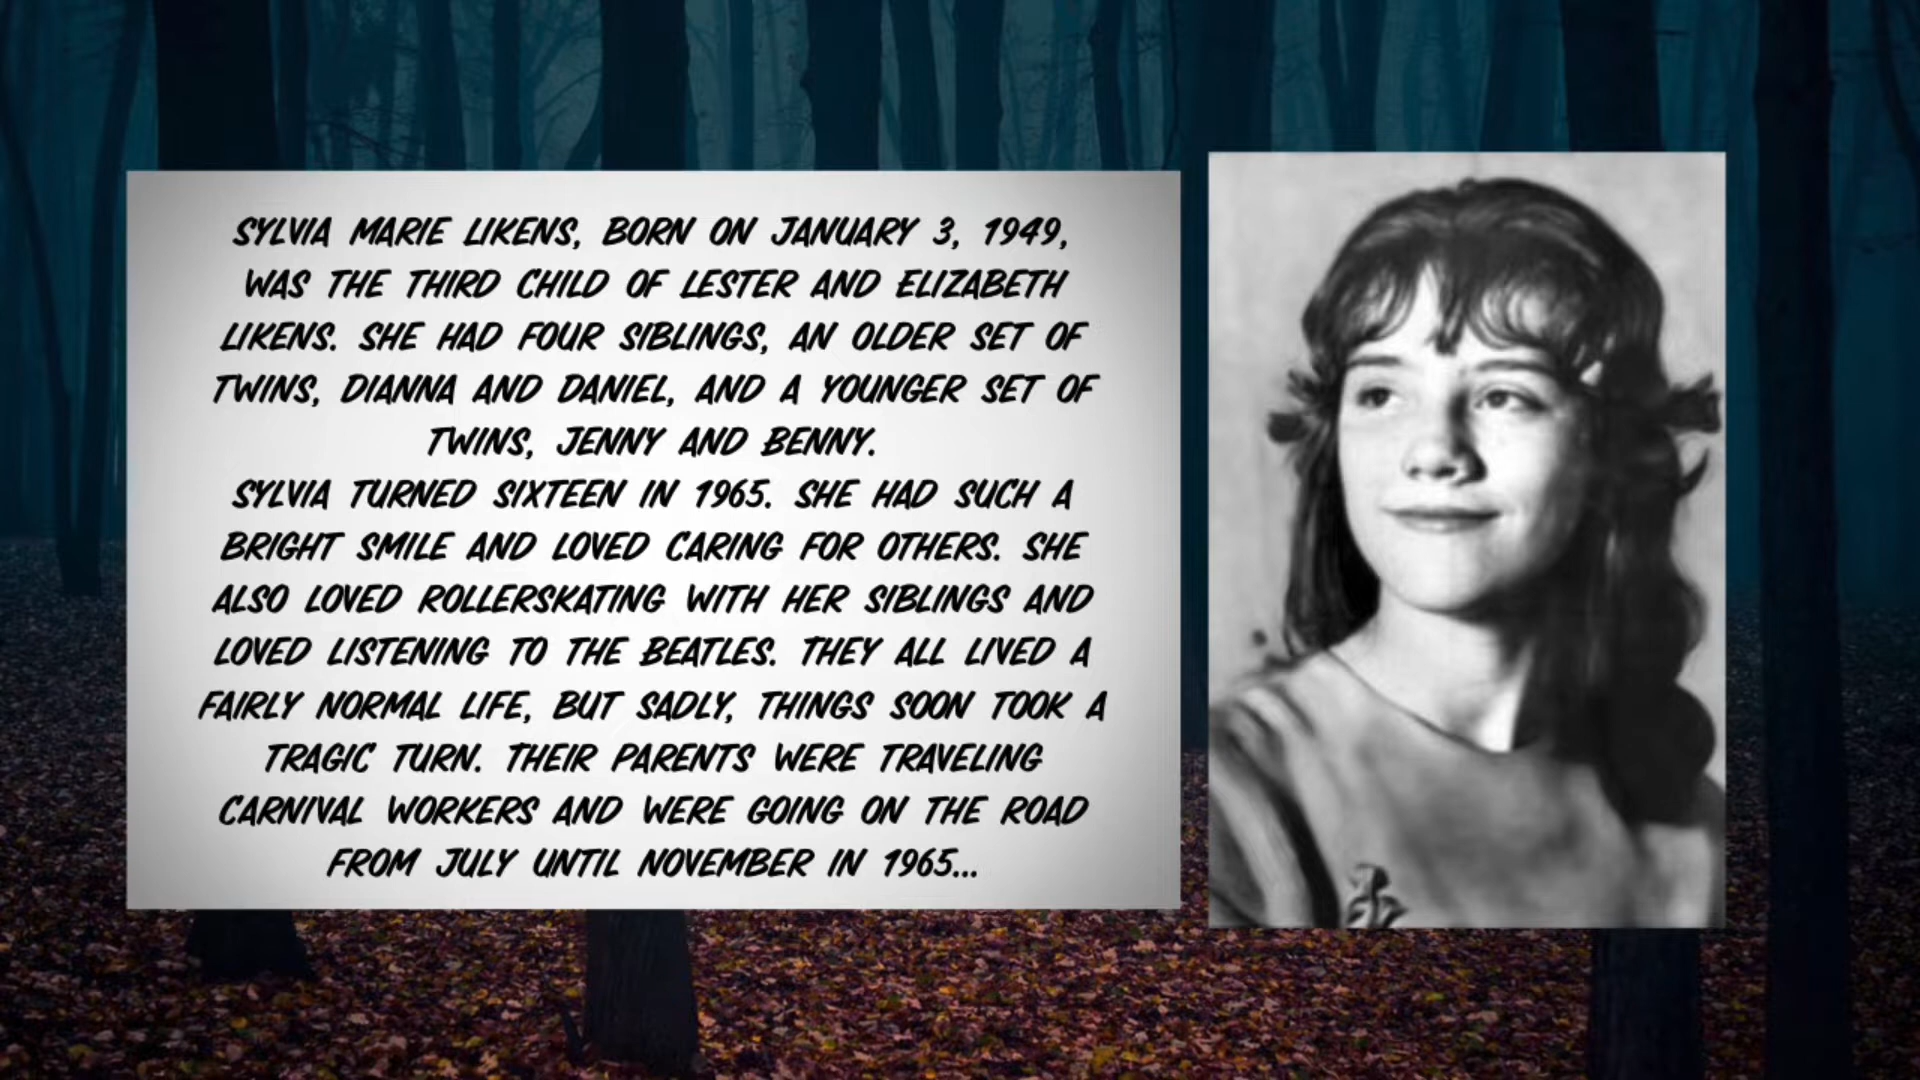 SYLVIA MARIE LIKENS, BORN ON JANUARY 3, 1949,
WAS THE THIRD CHILD OF LESTER AND ELIZABETH
LIKENS. SHE HAD FOUR SIBLINGS, AN OLDER SET OF
TWINS, DIANNA AND DANIEL, AND A YOUNGER SET OF
TWINS, JENNY AND BENNY.
SYLVIA TURNED SIXTEEN IN 1965. SHE HAD SUCH A
BRIGHT SMILE AND LOVED CARING FOR OTHERS. SHE
ALSO LOVED ROLLERSKATING WITH HER SIBLINGS AND
LOVED LISTENING TO THE BEATLES. THEY ALL LIVED A
FAIRLY NORMAL LIFE, BUT SADLY, THINGS SOON TOOK A
TRAGIC TURN. THEIR PARENTS WERE TRAVELING
CARNIVAL WORKERS AND WERE GOING ON THE ROAD
FROM JULY UNTIL NOVEMBER IN 1965...